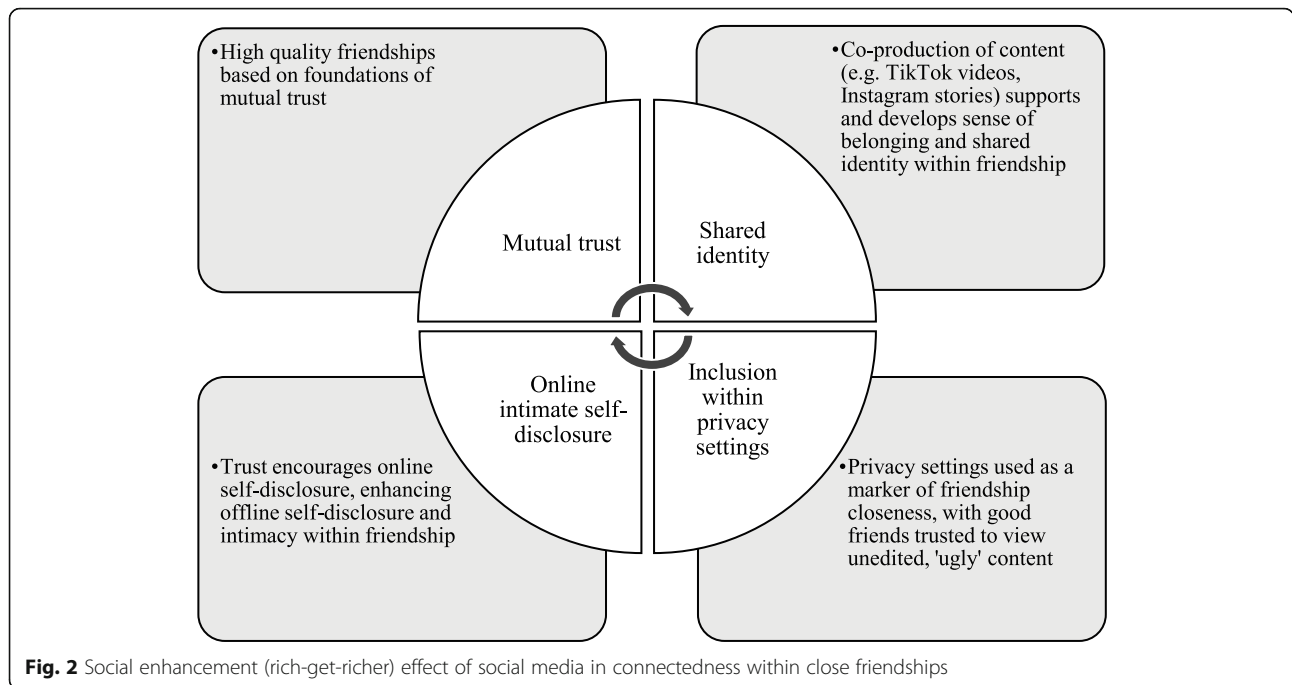 •High quality friendships
based on foundations of
mutual trust
•Co-production of content
(e.g. TikTok videos,
Instagram stories) supports
and develops sense of
belonging and shared
identity within friendship
Mutual trust
Shared
identity
Online
intimate self-
disclosure
Inclusion
within
privacy
settings
•Trust encourages online
self-disclosure, enhancing
offline self-disclosure and
intimacy within friendship
•Privacy settings used as a
marker of friendship
closeness, with good
friends trusted to view
unedited, 'ugly' content
Fig. 2 Social enhancement (rich-get-richer) effect of social media in connectedness within close friendships